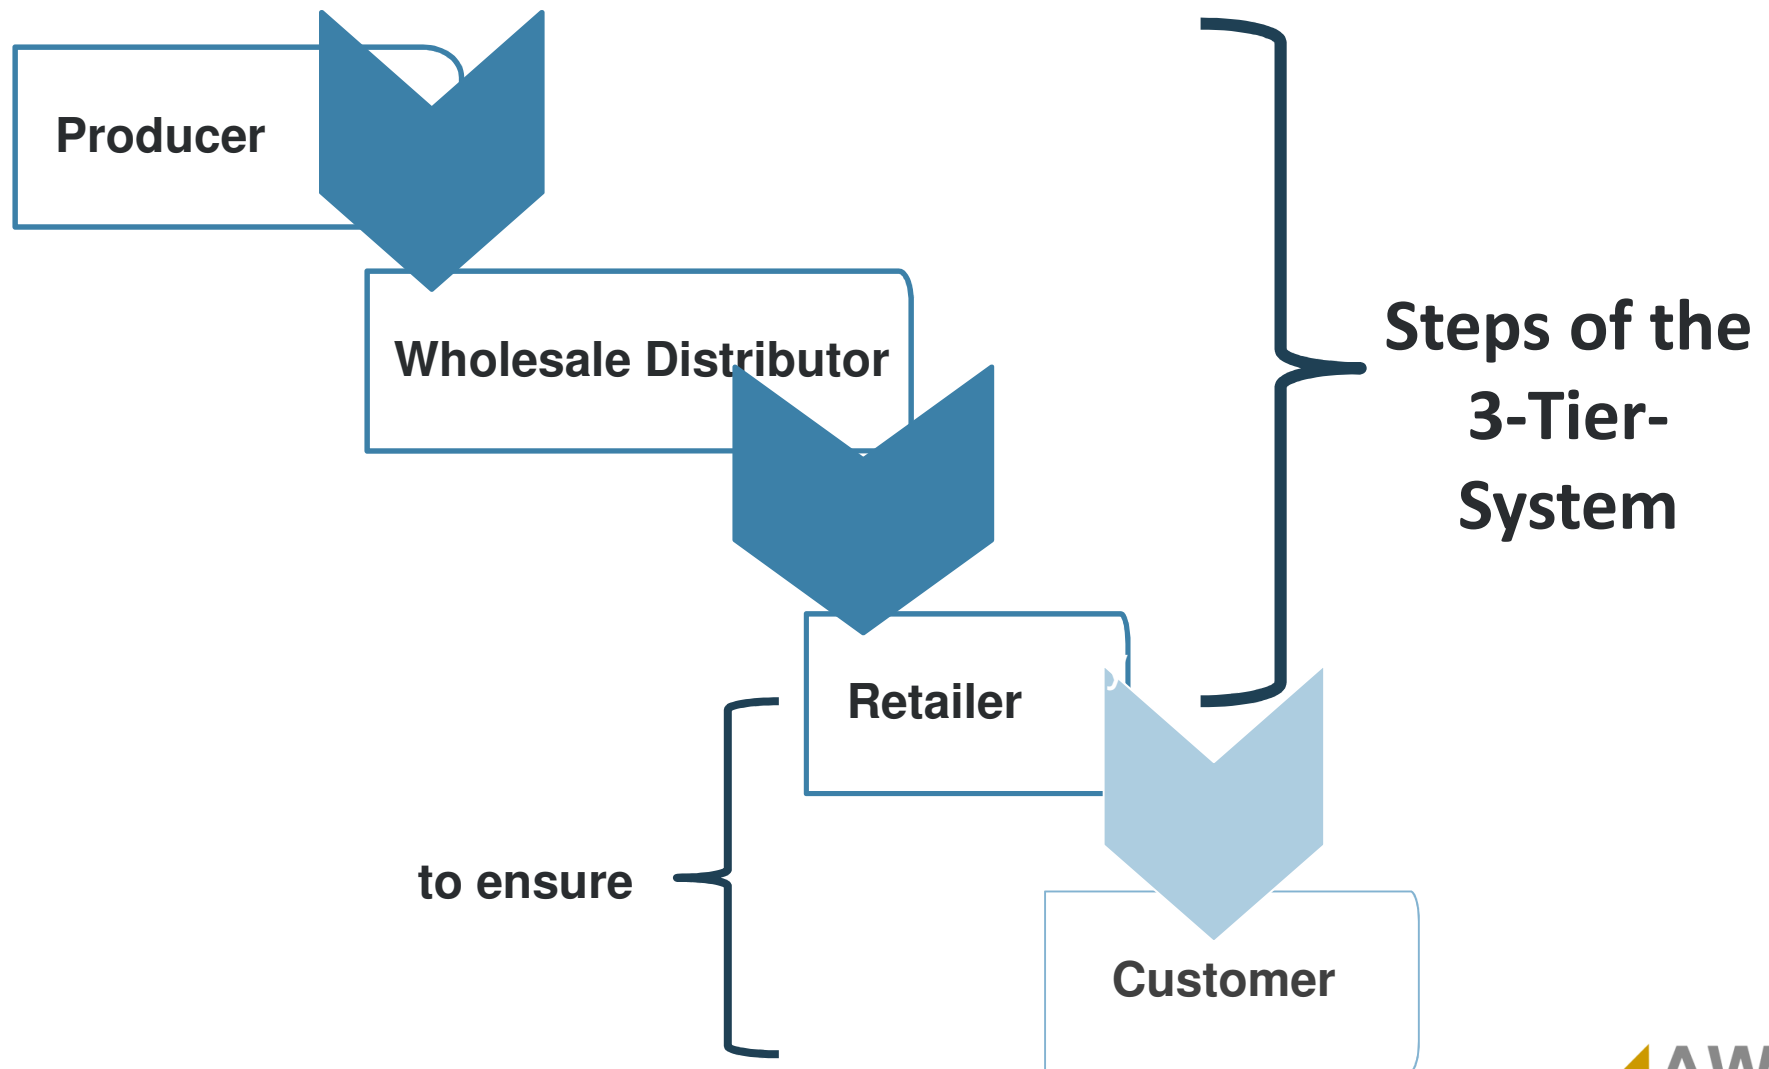 Producer
Wholesale Distributor
Steps of the
3-Tier-
System
Retailer
y
to ensure
Customer